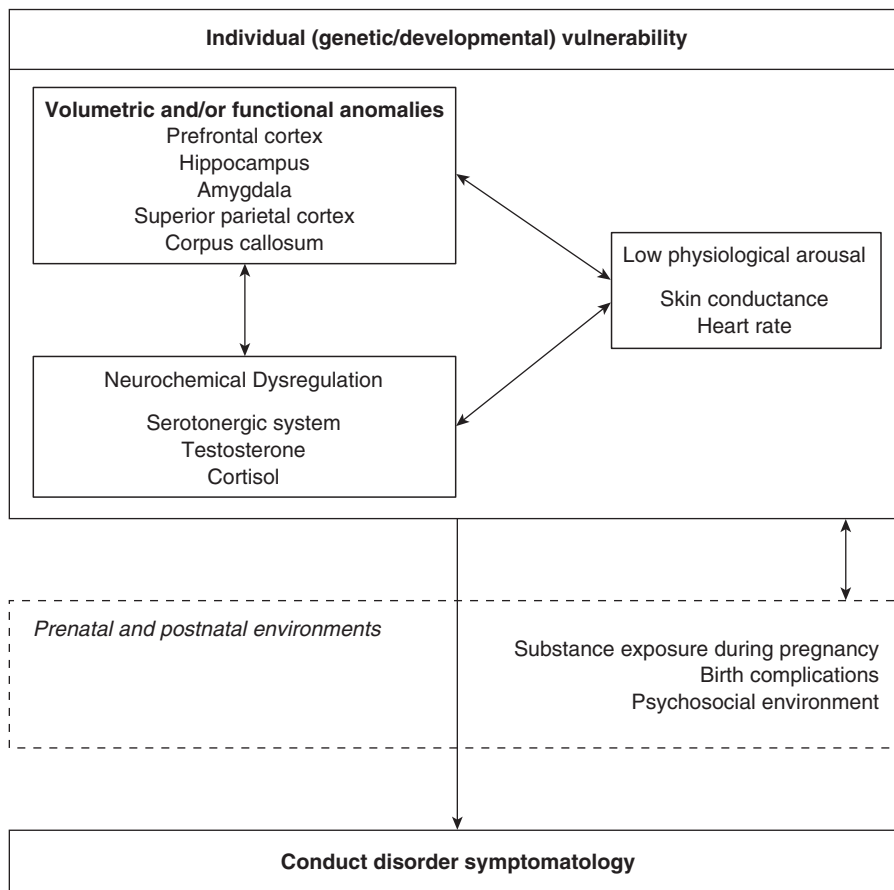 Individual (genetic/developmental) vulnerability
Volumetric and/or functional anomalies
Prefrontal cortex
Hippocampus
Amygdala
Superior parietal cortex
Corpus callosum
Low physiological arousal
Skin conductance
Heart rate
Neurochemical Dysregulation
Serotonergic system
Testosterone
Cortisol
Prenatal and postnatal environments
Substance exposure during pregnancy
Birth complications
Psychosocial environment
Conduct disorder symptomatology